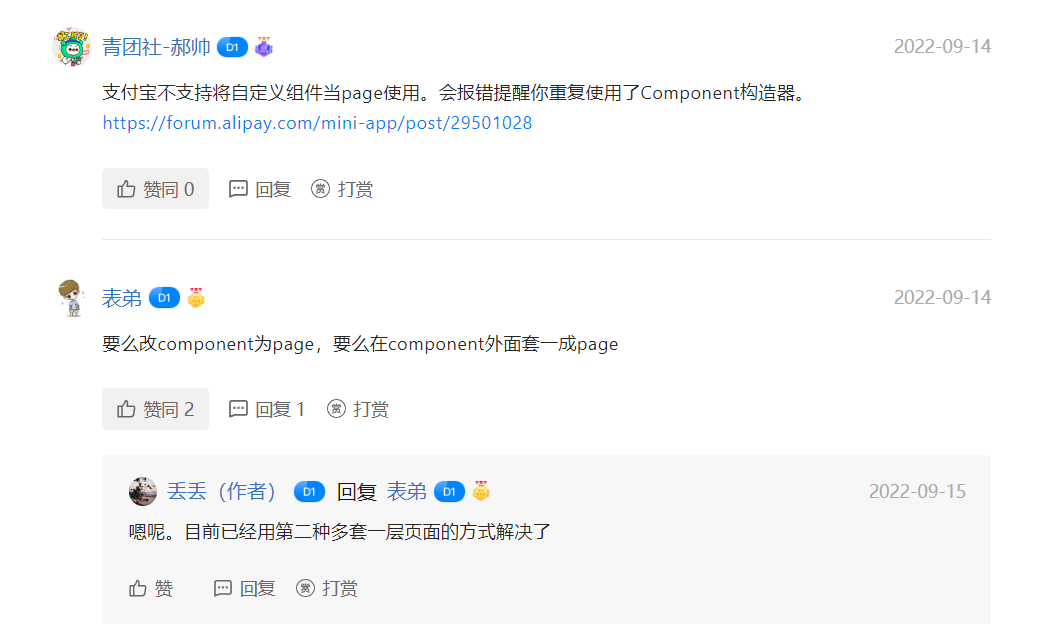 青团社-郝帅 D1 2022-09-14
支付宝不支持将自定义组件当page使用。会报错提醒你重复使用了Component构造器。
https://forum.alipay.com/mini-app/post/29501028
赞同 0 回复 赏 打赏
表弟 D1 2022-09-14
要么改component为page，要么在component外面套一成page
赞同 2 回复 1 赏 打赏
丢丢（作者） D1 回复 表弟 D1 2022-09-15
嗯呢。目前已经用第二种多套一层页面的方式解决了
赞 回复 赏 打赏